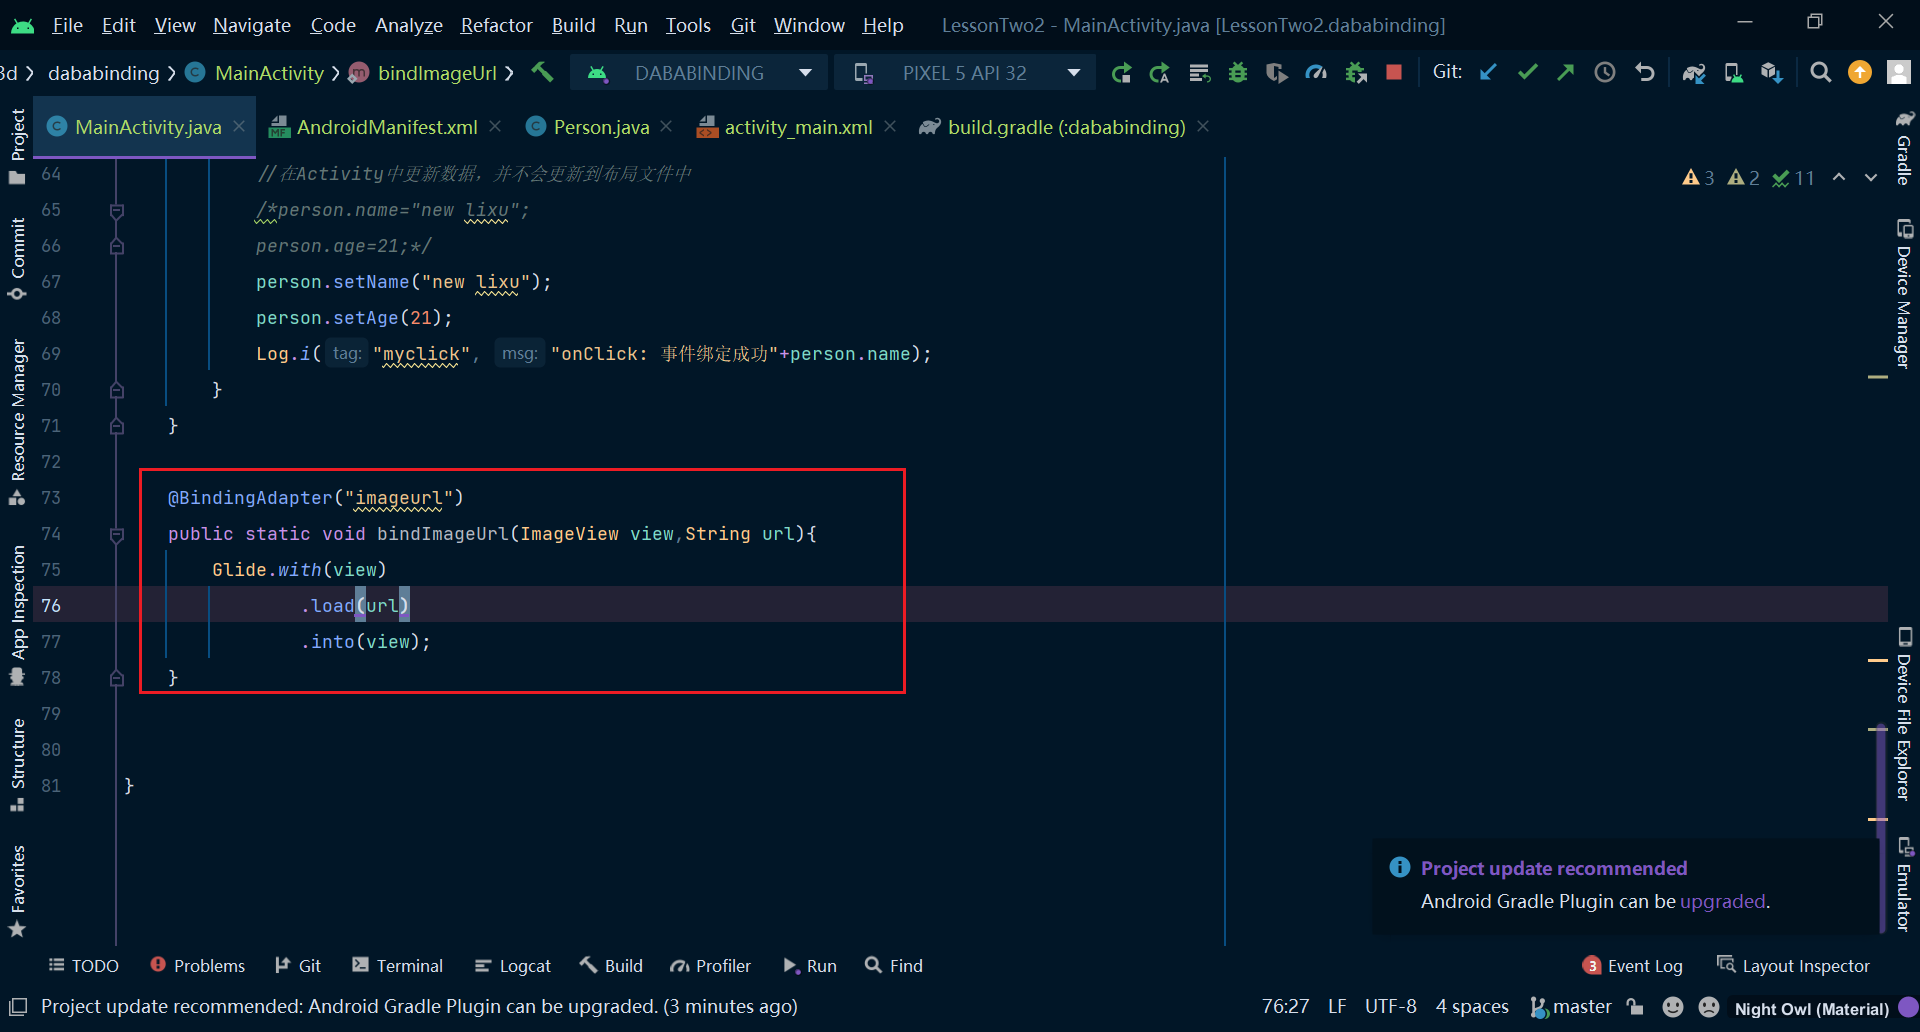 File Edit View Navigate Code Analyze Refactor Build Run Tools Git Window Help LessonTwo2 - MainActivity.java [LessonTwo2.dababinding]
3d dababinding MainActivity bindImageUrl DABABINDING PIXEL 5 API 32 Git:
MainActivity.java AndroidManifest.xml Person.java activity_main.xml build.gradle (:dababinding)
64 //在Activity中更新数据，并不会更新到布局文件中
3 2 11
65 /*person.name="new lixu";
66 person.age=21;*/
67 person.setName("new lixu");
68 person.setAge(21);
69 Log.i( tag: "myclick", msg: "onClick: 事件绑定成功"+person.name);
70 }
71 }
72
73 @BindingAdapter("imageurl")
74 public static void bindImageUrl(ImageView view,String url){
75 Glide.with(view)
76 .load(url)
77 .into(view);
78 }
79
80
81 }
Project
Commit
Resource Manager
App Inspection
Structure
Favorites
Gradle
Device Manager
Device File Explorer
Emulator
Project update recommended
Android Gradle Plugin can be upgraded.
TODO Problems Git Terminal Logcat Build Profiler Run Find 3 Event Log Layout Inspector
Project update recommended: Android Gradle Plugin can be upgraded. (3 minutes ago) 76:27 LF UTF-8 4 spaces master Night Owl (Material)